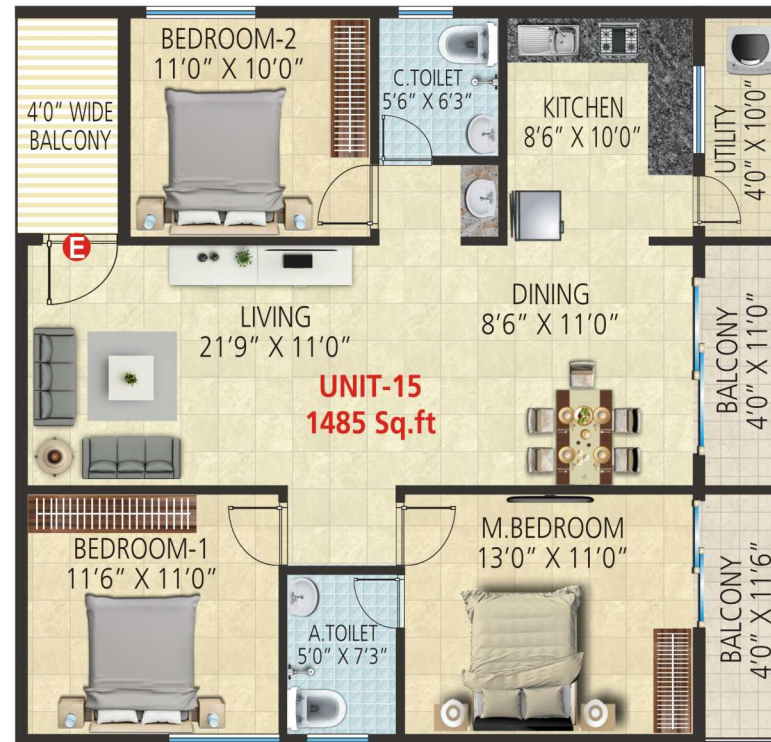 BEDROOM-2
11'0" X 10'0"
C.TOILET
5'6" X 6'3"
KITCHEN
8'6" X 10'0"
UTILITY
4'0" X 10'0"
4'0" WIDE
BALCONY
E
LIVING
21'9" X 11'0"
DINING
8'6" X 11'0"
BALCONY
4'0" X 11'0"
UNIT-15
1485 Sq.ft
BEDROOM-1
11'6" X 11'0"
A.TOILET
5'0" X 7'3"
M.BEDROOM
13'0" X 11'0"
BALCONY
4'0" X 11'6"